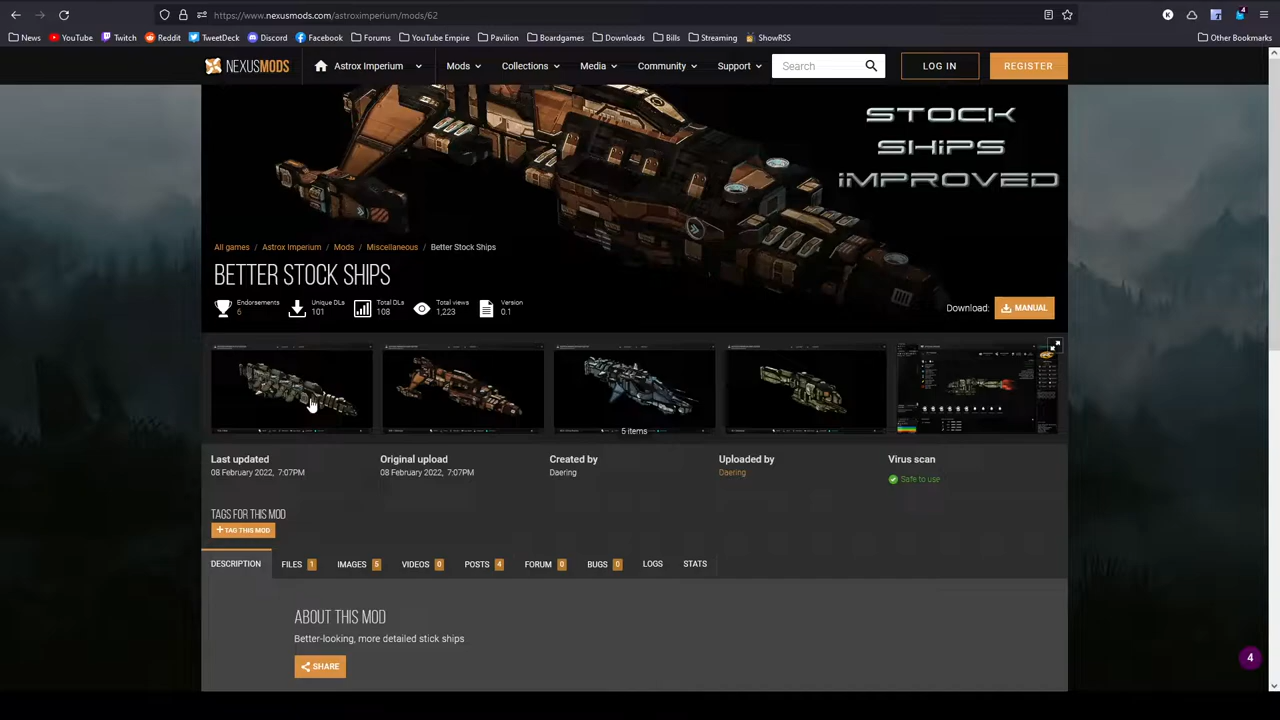 https://www.nexusmods.com/astroximperium/mods/62
4
News YouTube Twitch Reddit TweetDeck Discord Facebook Forums YouTube Empire Pavilion Boardgames Downloads Bills Streaming ShowRSS Other Bookmarks
NEXUSMODS Astrox Imperium Mods Collections Media Community Support Search LOG IN REGISTER
STOCK
SHiPS
iMPROVED
All games / Astrox Imperium / Mods / Miscellaneous / Better Stock Ships
BETTER STOCK SHIPS
Endorsements Unique DLs Total DLs Total views Version
6 101 108 1,223 0.1
Download: MANUAL
5 items
Last updated Original upload Created by Uploaded by Virus scan
08 February 2022, 7:07PM 08 February 2022, 7:07PM Daering Daering Safe to use
TAGS FOR THIS MOD
+ TAG THIS MOD
DESCRIPTION FILES 1 IMAGES 5 VIDEOS 0 POSTS 4 FORUM 0 BUGS 0 LOGS STATS
ABOUT THIS MOD
Better-looking, more detailed stick ships
SHARE
4